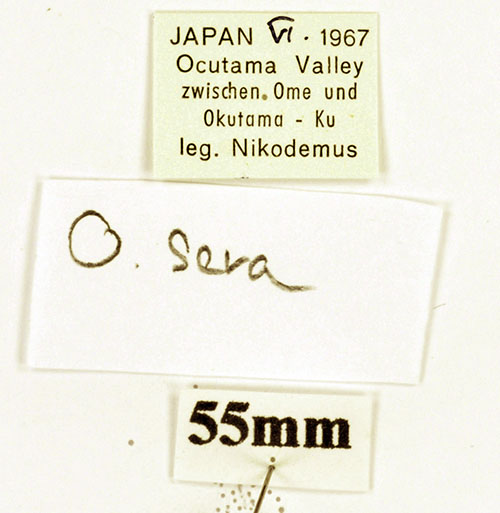 JAPAN VI. 1967
Ocutama Valley
zwischen Ome und
Okutama - Ku
leg. Nikodemus
O. sera
55mm